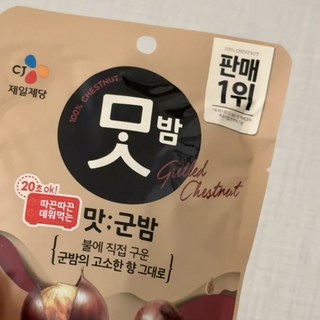 CJ
제일제당
100% CHESTNUT
맛밤
판매
1위
Grilled
Chestnut
20초 OK!
따끈따끈
데워먹는
맛:군밤
불에 직접 구운
군밤의 고소한 향 그대로